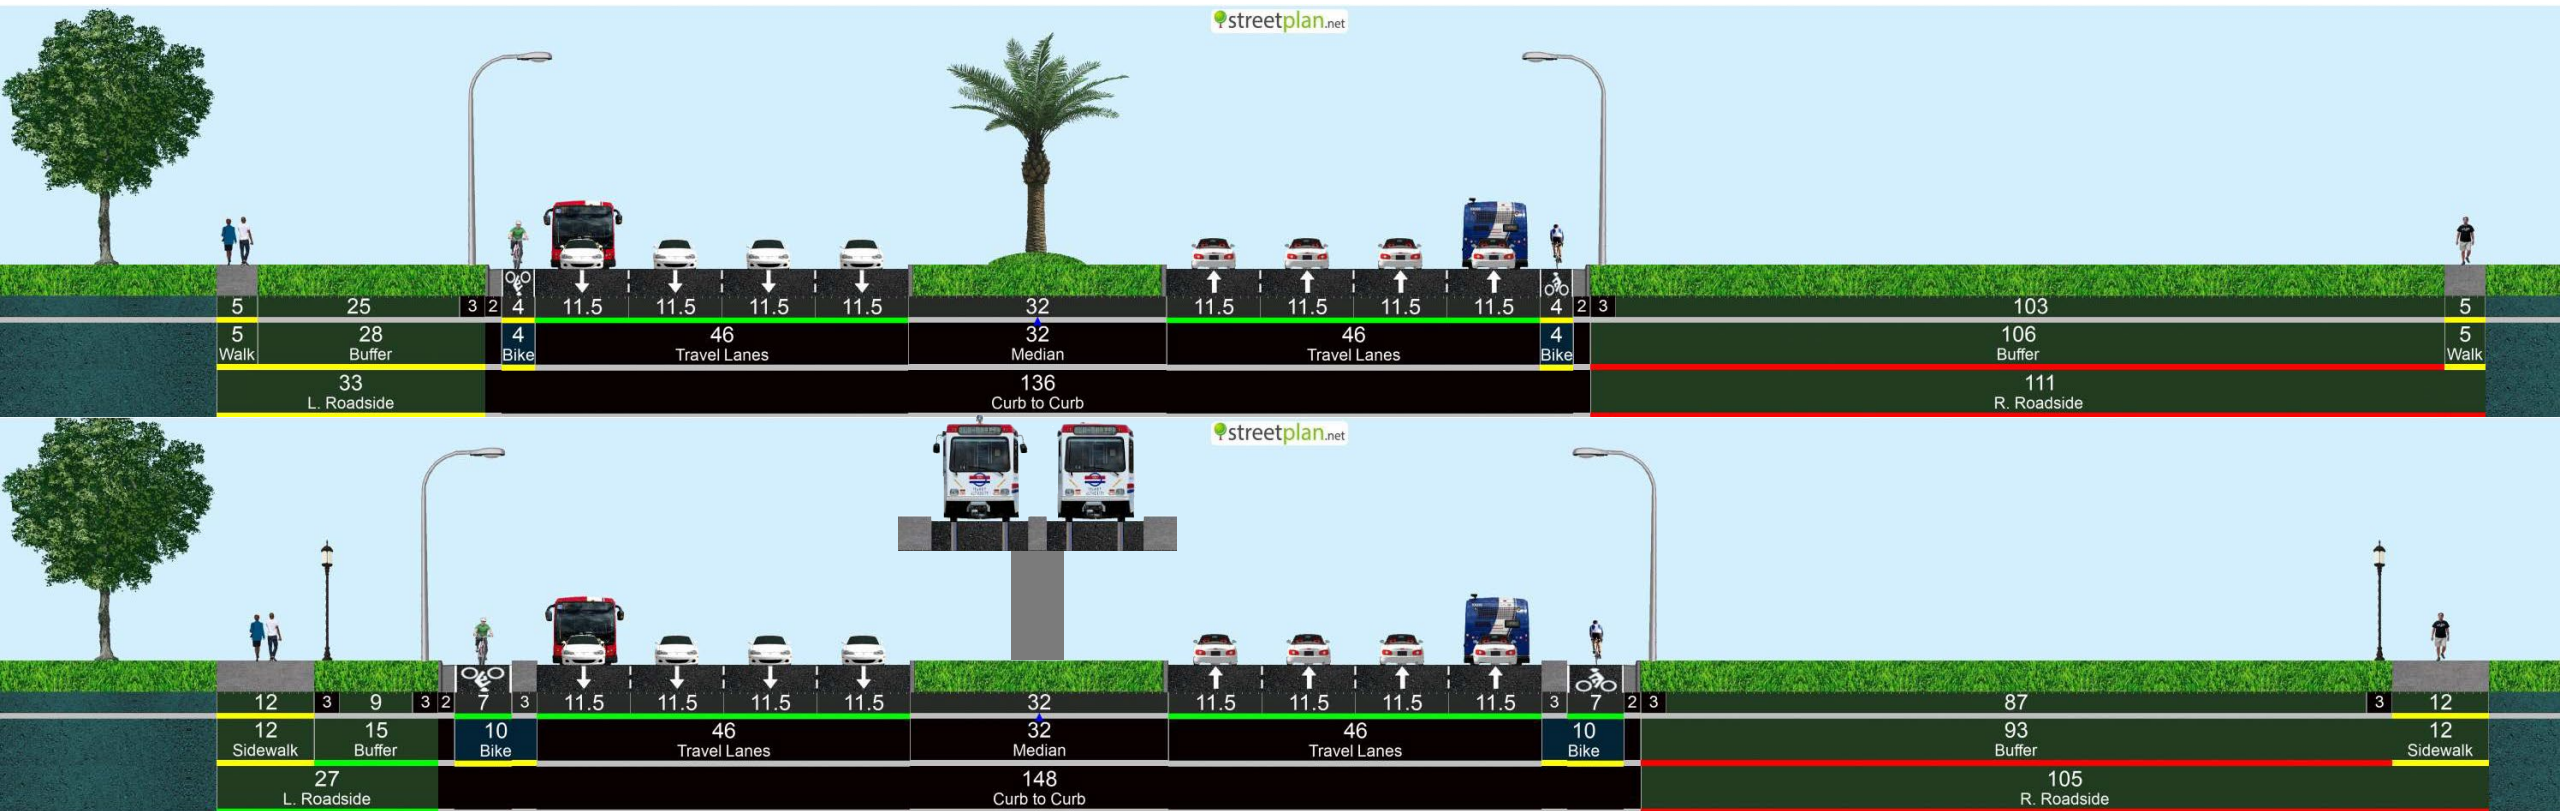 streetplan.net
5 25 3 2 4 11.5 11.5 11.5 11.5 32 11.5 11.5 11.5 11.5 4 2 3 103 5
5 28 4 46 32 46 4 106 5
Walk Buffer Bike Travel Lanes Median Travel Lanes Bike Buffer Walk
33 136 111
L. Roadside Curb to Curb R. Roadside
streetplan.net
12 3 9 3 2 7 3 11.5 11.5 11.5 11.5 32 11.5 11.5 11.5 11.5 3 7 2 3 87 3 12
12 15 10 46 32 46 10 93 12
Sidewalk Buffer Bike Travel Lanes Median Travel Lanes Bike Buffer Sidewalk
27 148 105
L. Roadside Curb to Curb R. Roadside